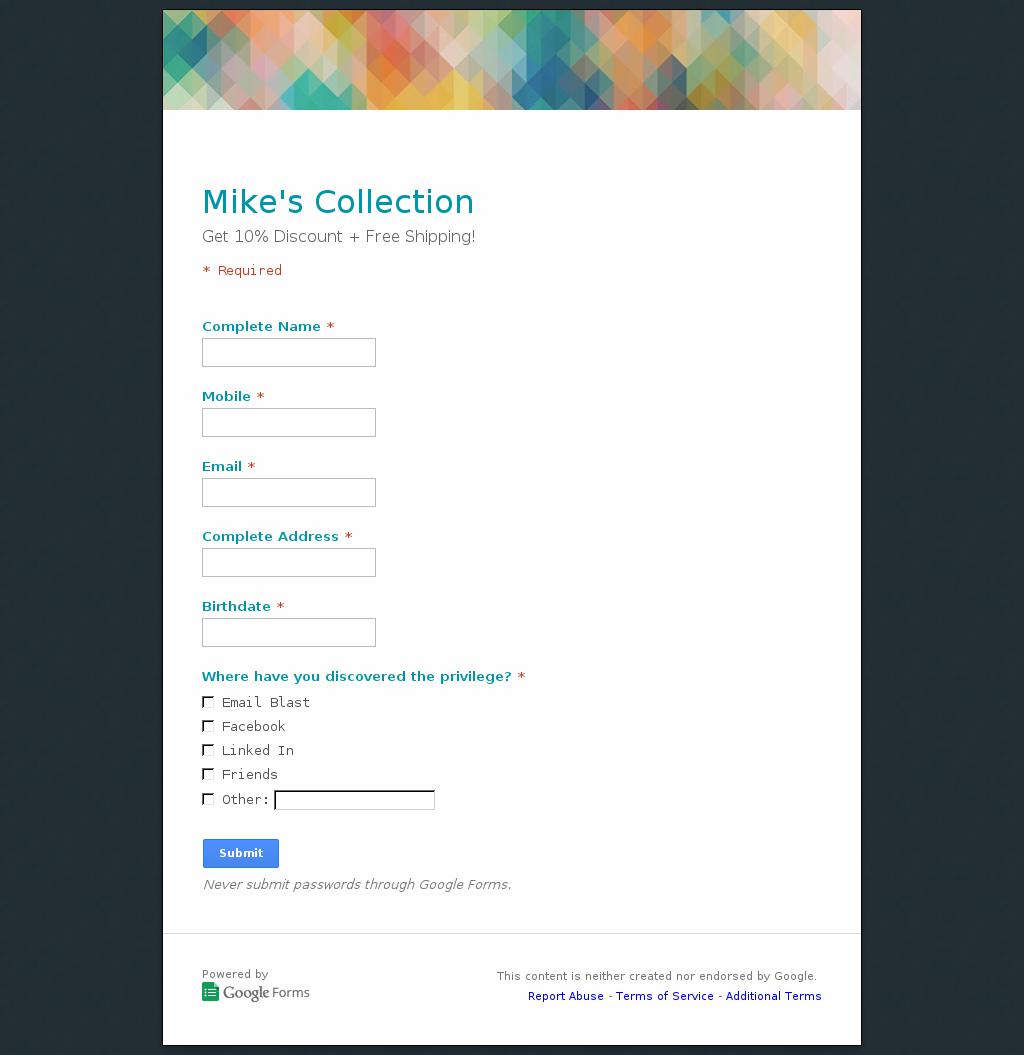 Mike's Collection
Get 10% Discount + Free Shipping!
* Required
Complete Name *
Mobile *
Email *
Complete Address *
Birthdate *
Where have you discovered the privilege? *
Email Blast
Facebook
Linked In
Friends
Other:
Submit
Never submit passwords through Google Forms.
Powered by
Google Forms
This content is neither created nor endorsed by Google.
Report Abuse - Terms of Service - Additional Terms